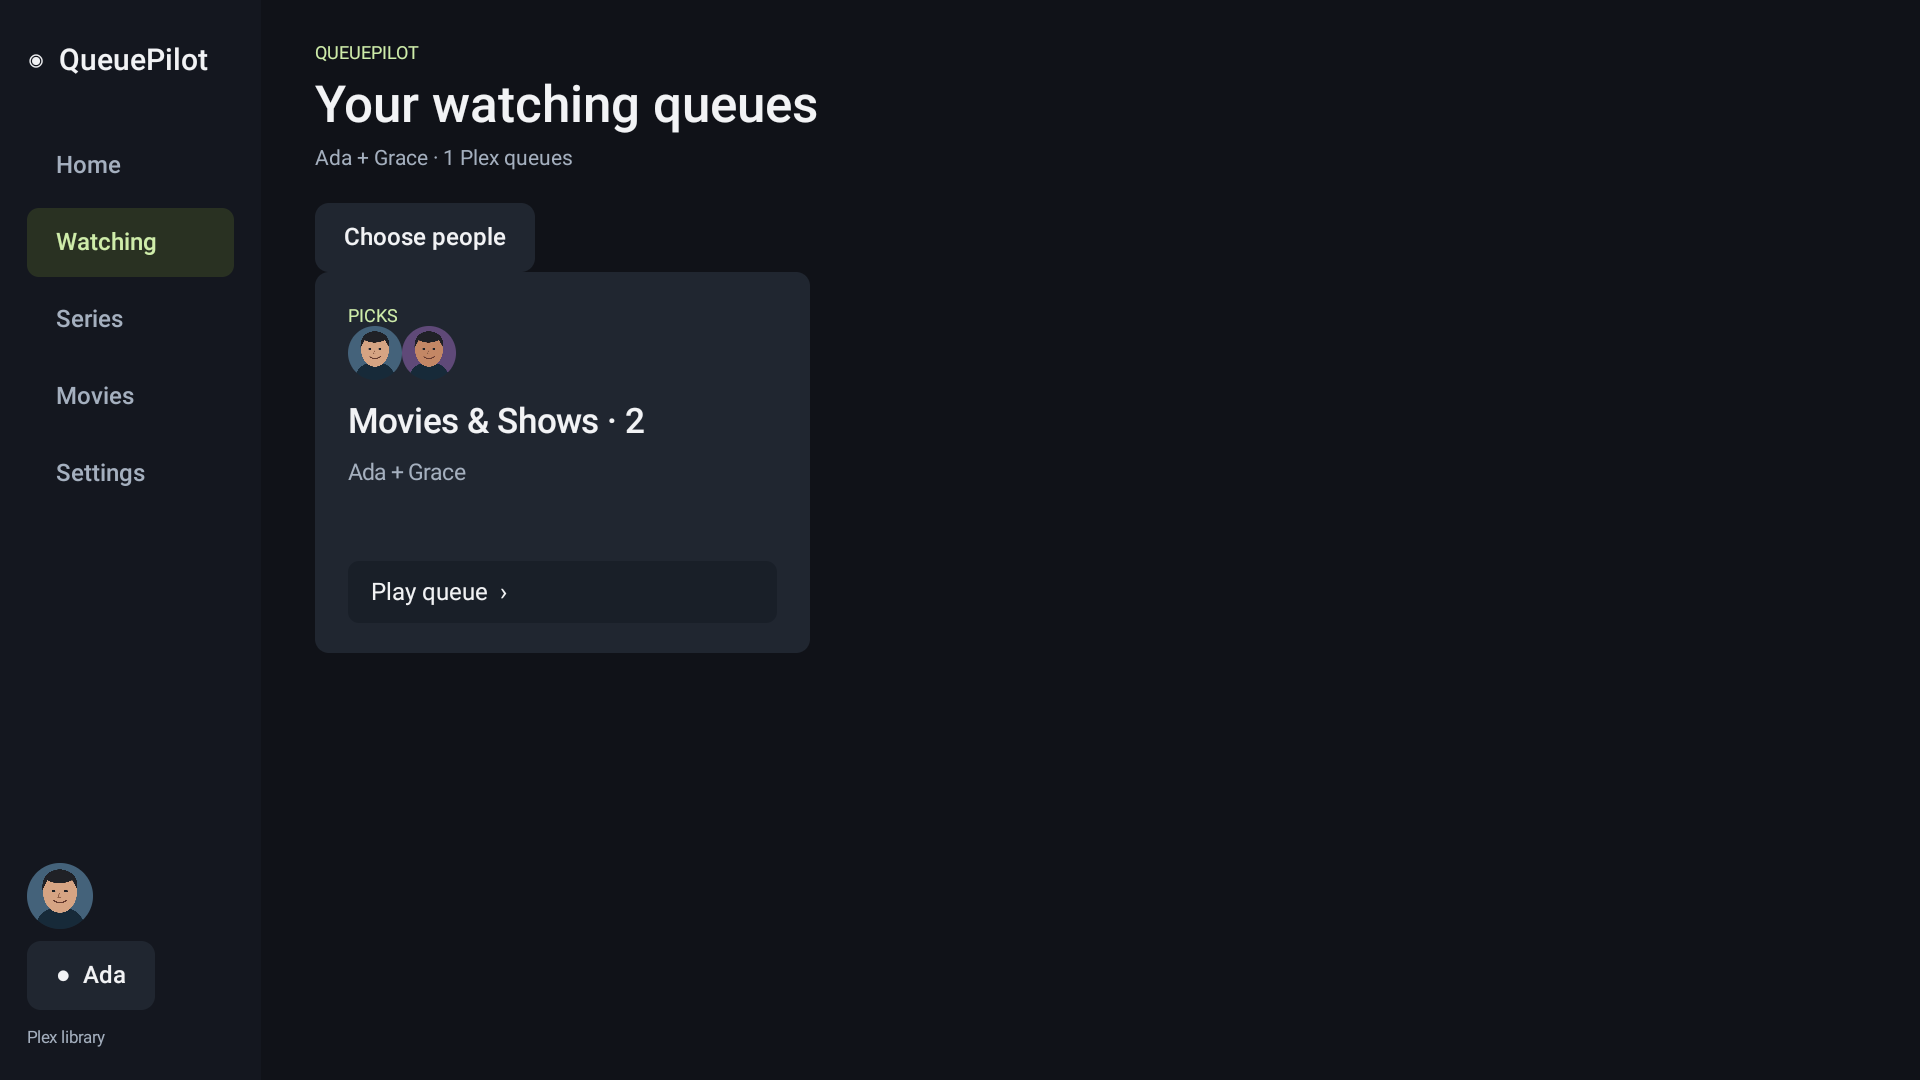 QueuePilot
Home
Watching
Series
Movies
Settings
Ada
Plex library
QUEUEPILOT
Your watching queues
Ada + Grace · 1 Plex queues
Choose people
PICKS
Movies & Shows · 2
Ada + Grace
Play queue ›